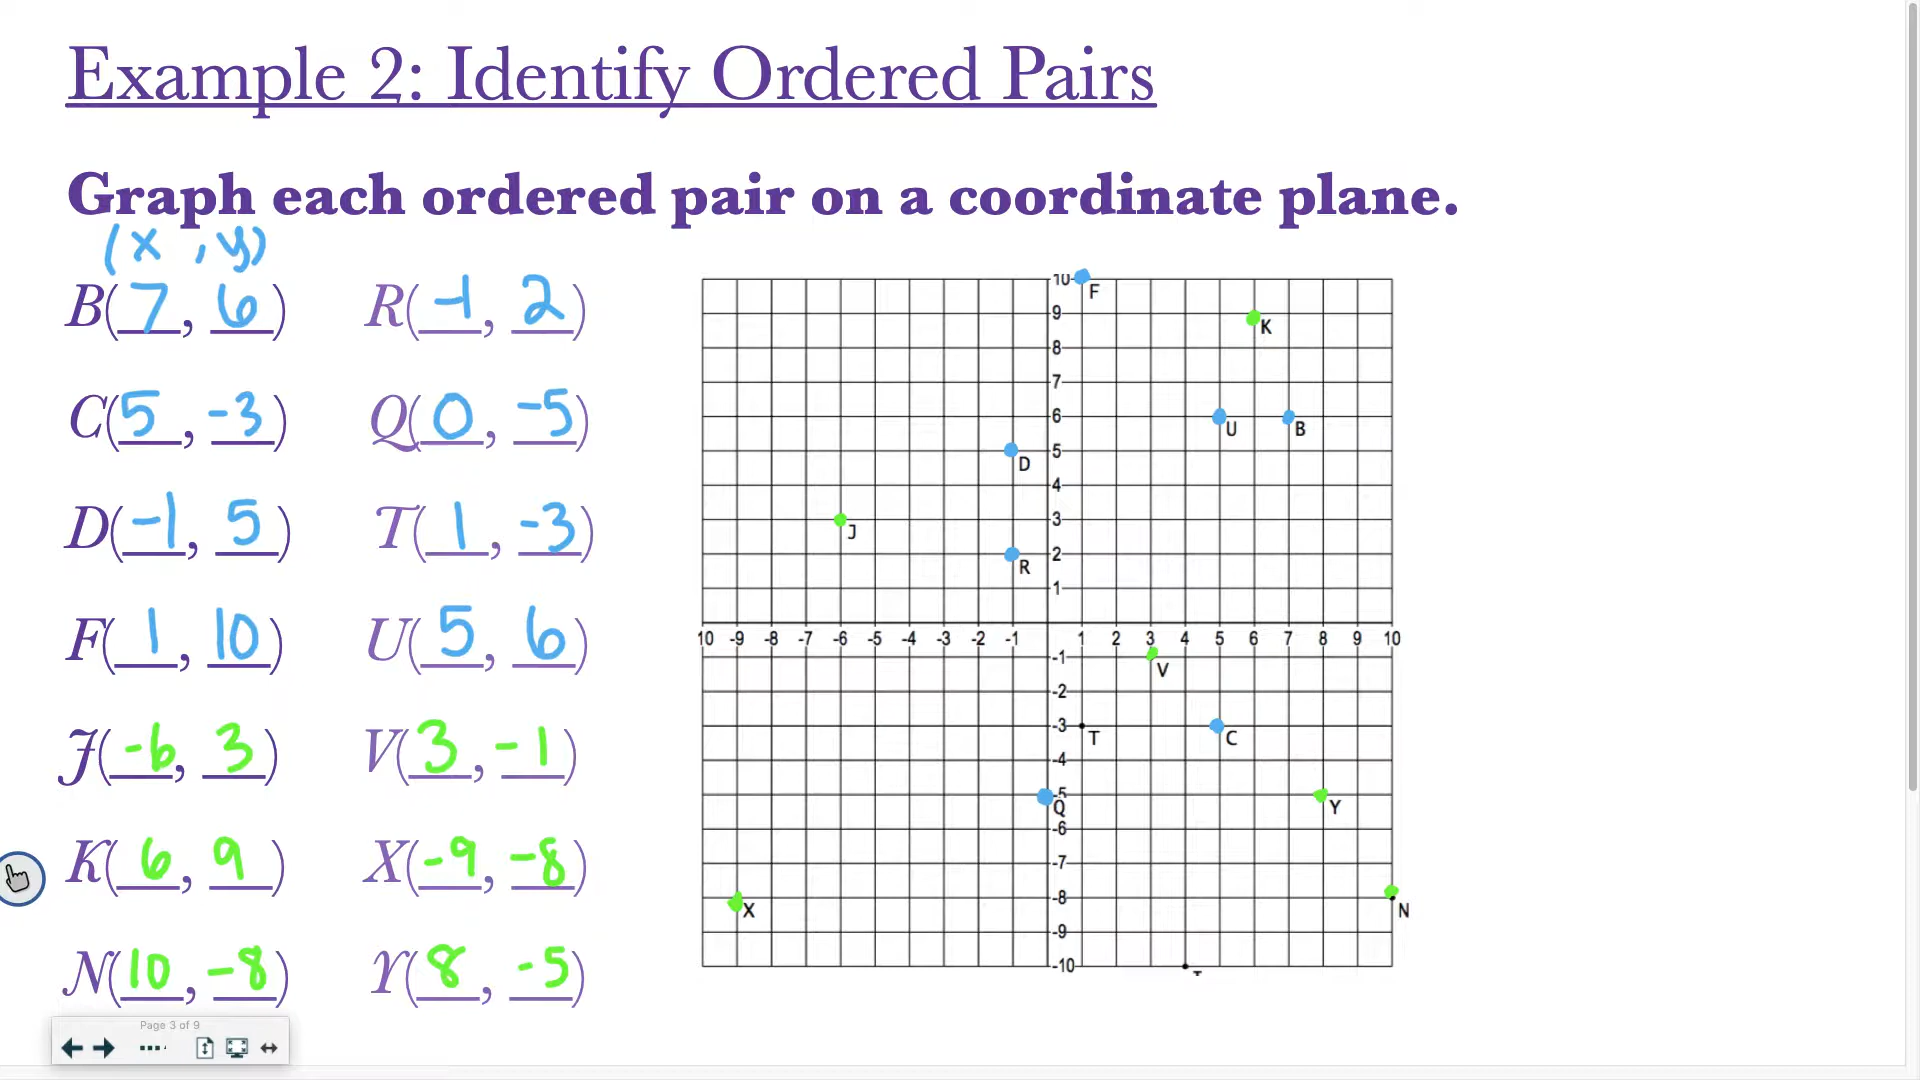 Example 2: Identify Ordered Pairs
Graph each ordered pair on a coordinate plane.
(x , y)
B(7, 6) R(-1, 2)
C(5, -3) Q(0, -5)
D(-1, 5) T(1, -3)
F(1, 10) U(5, 6)
J(-6, 3) V(3, -1)
K(6, 9) X(-9, -8)
N(10, -8) Y(8, -5)
10 F
9 K
8
7
6 U B
D 5
4
J 3
R 2
1
10 -9 -8 -7 -6 -5 -4 -3 -2 -1 1 2 3 4 5 6 7 8 9 10
-1 V
-2
-3 T C
-4
-5 Q Y
-6
-7
-8 X N
-9
-10
Page 3 of 9